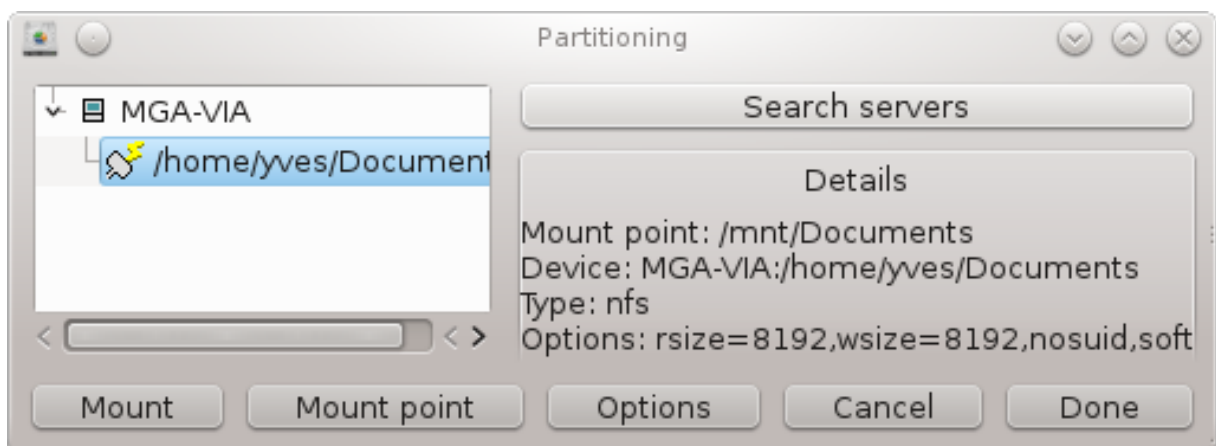 Partitioning
MGA-VIA
/home/yves/Document
Search servers
Details
Mount point: /mnt/Documents
Device: MGA-VIA:/home/yves/Documents
Type: nfs
Options: rsize=8192,wsize=8192,nosuid,soft
Mount
Mount point
Options
Cancel
Done